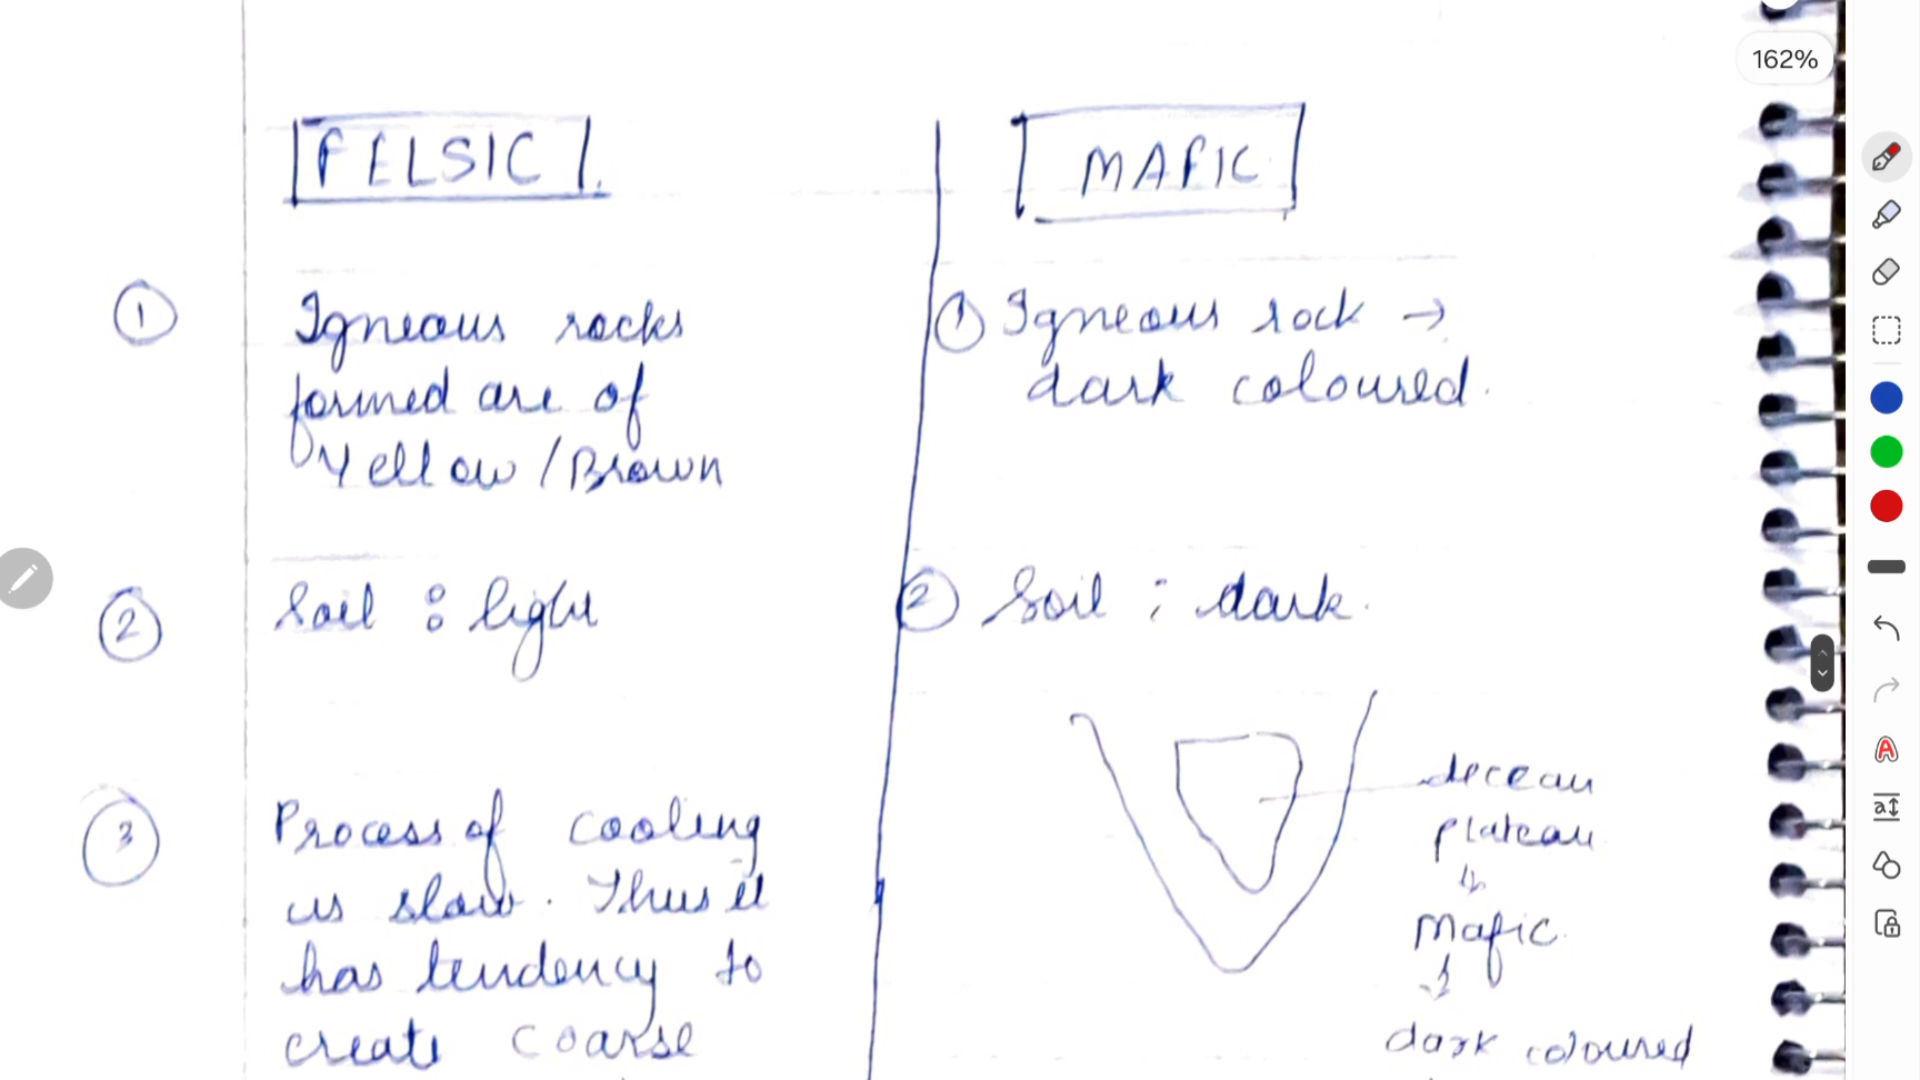 162%
FELSIC
MAFIC
1 Igneous rocks
formed are of
Yellow/Brown
1 Igneous rock →
dark coloured.
2 Soil : light
2 Soil : dark.
3 Process of cooling
is slow. Thus it
has tendency to
create coarse
deccan
plateau
Mafic
dark coloured
A
a